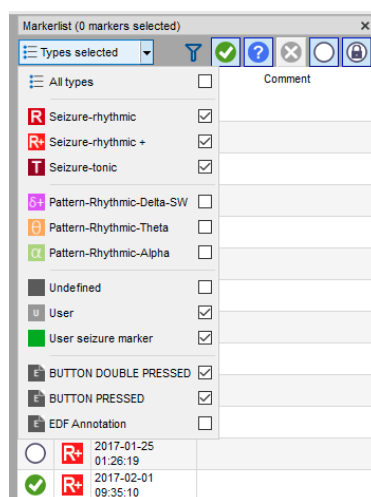 Markerlist (0 markers selected) x
Types selected
? 
All types
Comment
R Seizure-rhythmic
R+ Seizure-rhythmic +
T Seizure-tonic
δ+ Pattern-Rhythmic-Delta-SW
θ Pattern-Rhythmic-Theta
α Pattern-Rhythmic-Alpha
Undefined
U User
User seizure marker
E BUTTON DOUBLE PRESSED
E BUTTON PRESSED
E EDF Annotation
R+ 2017-01-25
01:26:19
R+ 2017-02-01
09:35:10